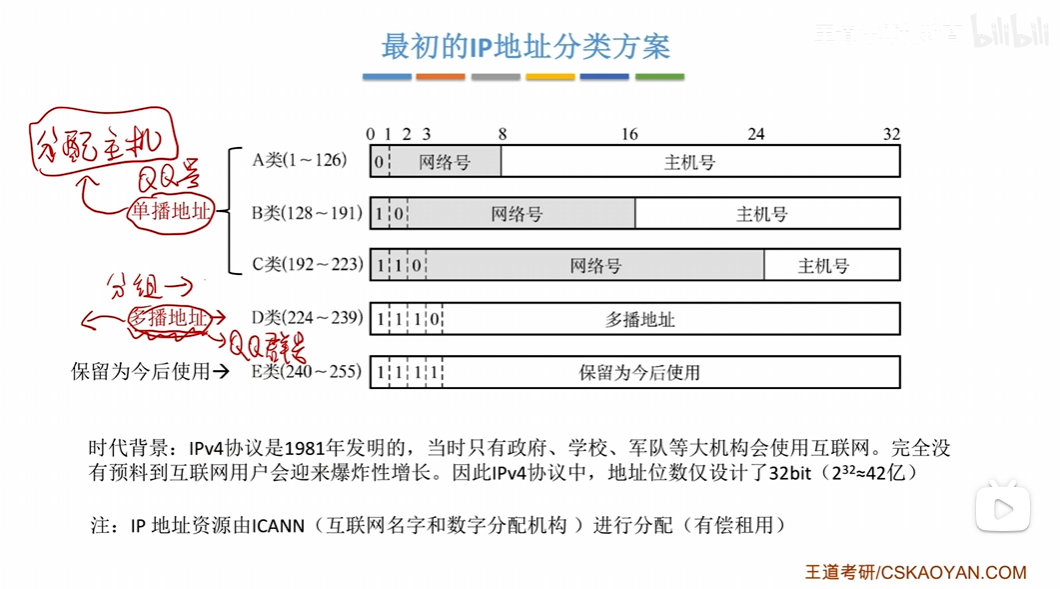 最初的IP地址分类方案
bilibili
0 1 2 3 8 16 24 32
分配主机
QQ号
单播地址
A类(1～126) 0 网络号 主机号
B类(128～191) 1 0 网络号 主机号
C类(192～223) 1 1 0 网络号 主机号
分组
多播地址
D类(224～239) 1 1 1 0 多播地址
QQ群号
保留为今后使用→ E类(240～255) 1 1 1 1 保留为今后使用
时代背景：IPv4协议是1981年发明的，当时只有政府、学校、军队等大机构会使用互联网。完全没
有预料到互联网用户会迎来爆炸性增长。因此IPv4协议中，地址位数仅设计了32bit（2³²≈42亿）
注：IP 地址资源由ICANN（互联网名字和数字分配机构 ）进行分配（有偿租用）
王道考研/CSKAOYAN.COM